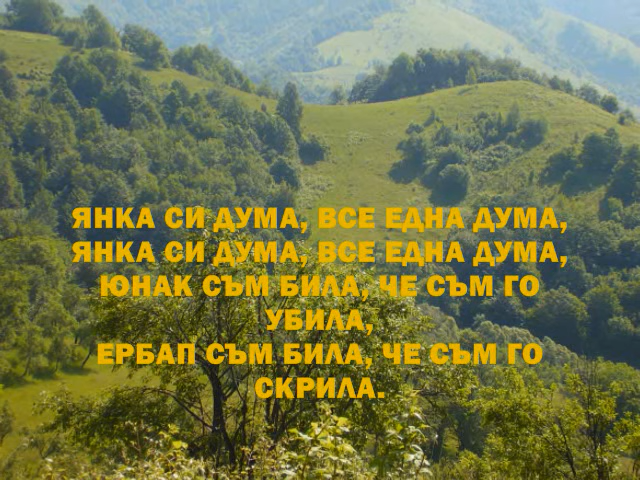 ЯНКА СИ ДУМА, ВСЕ ЕДНА ДУМА,
ЯНКА СИ ДУМА, ВСЕ ЕДНА ДУМА,
ЮНАК СЪМ БИЛА, ЧЕ СЪМ ГО
УБИЛА,
ЕРБАП СЪМ БИЛА, ЧЕ СЪМ ГО
СКРИЛА.